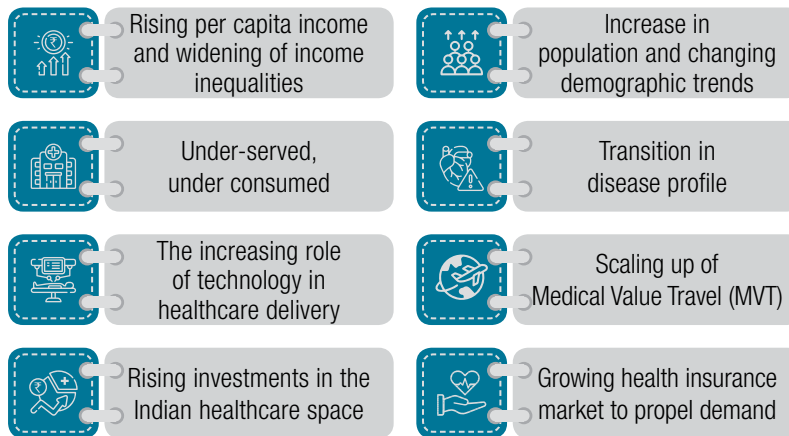 Rising per capita income
and widening of income
inequalities
Increase in
population and changing
demographic trends
Under-served,
under consumed
Transition in
disease profile
The increasing role
of technology in
healthcare delivery
Scaling up of
Medical Value Travel (MVT)
Rising investments in the
Indian healthcare space
Growing health insurance
market to propel demand